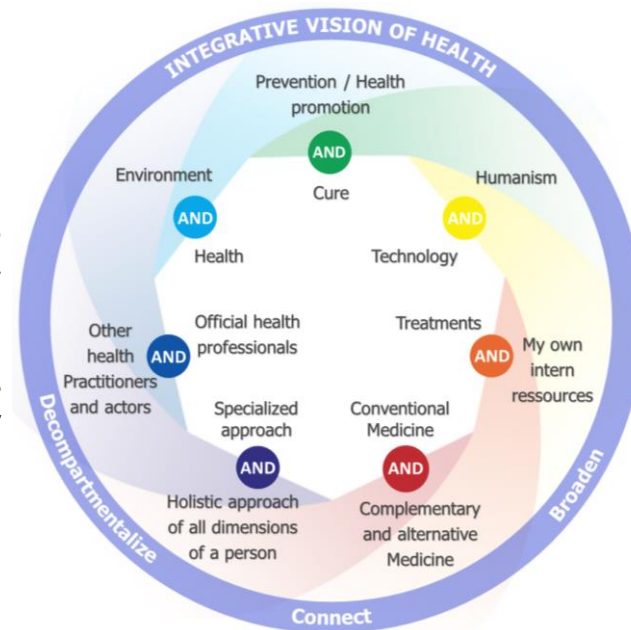 INTEGRATIVE VISION OF HEALTH
Prevention / Health
promotion
AND
Cure
Humanism
AND
Technology
Treatments
AND
My own
intern
ressources
Conventional
Medicine
AND
Complementary
and alternative
Medicine
Specialized
approach
AND
Holistic approach
of all dimensions
of a person
Official health
professionals
AND
Other
health
Practitioners
and actors
Environment
AND
Health
Decompartmentalize
Connect
Broaden